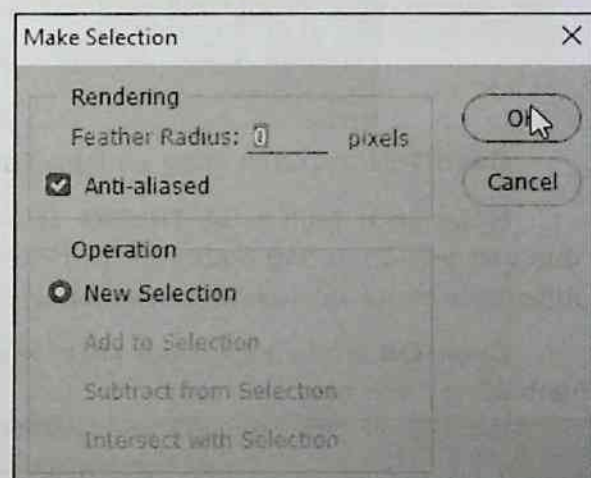 Make Selection
Rendering
Feather Radius: 0 pixels
Anti-aliased
OK
Cancel
Operation
New Selection
Add to Selection
Subtract from Selection
Intersect with Selection